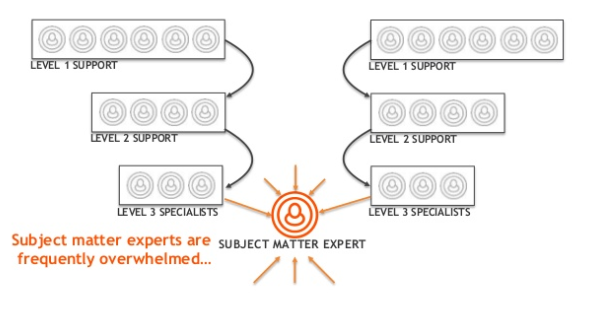 LEVEL 1 SUPPORT
LEVEL 1 SUPPORT
LEVEL 2 SUPPORT
LEVEL 2 SUPPORT
LEVEL 3 SPECIALISTS
LEVEL 3 SPECIALISTS
Subject matter experts are
frequently overwhelmed...
SUBJECT MATTER EXPERT